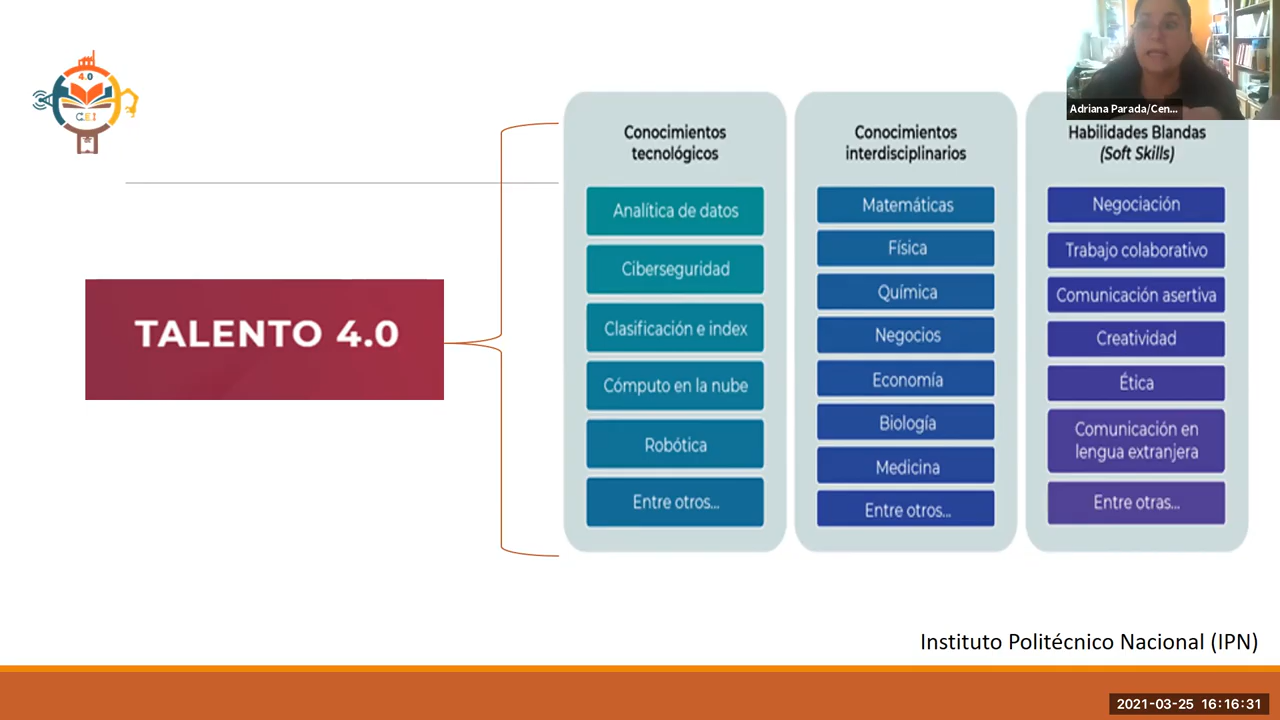 4.0
C.E.I
TALENTO 4.0
Conocimientos
tecnológicos
Analítica de datos
Ciberseguridad
Clasificación e index
Cómputo en la nube
Robótica
Entre otros...
Conocimientos
interdisciplinarios
Matemáticas
Física
Química
Negocios
Economía
Biología
Medicina
Entre otros...
Adriana Parada/Cen...
Habilidades Blandas
(Soft Skills)
Negociación
Trabajo colaborativo
Comunicación asertiva
Creatividad
Ética
Comunicación en
lengua extranjera
Entre otras...
Instituto Politécnico Nacional (IPN)
2021-03-25 16:16:31